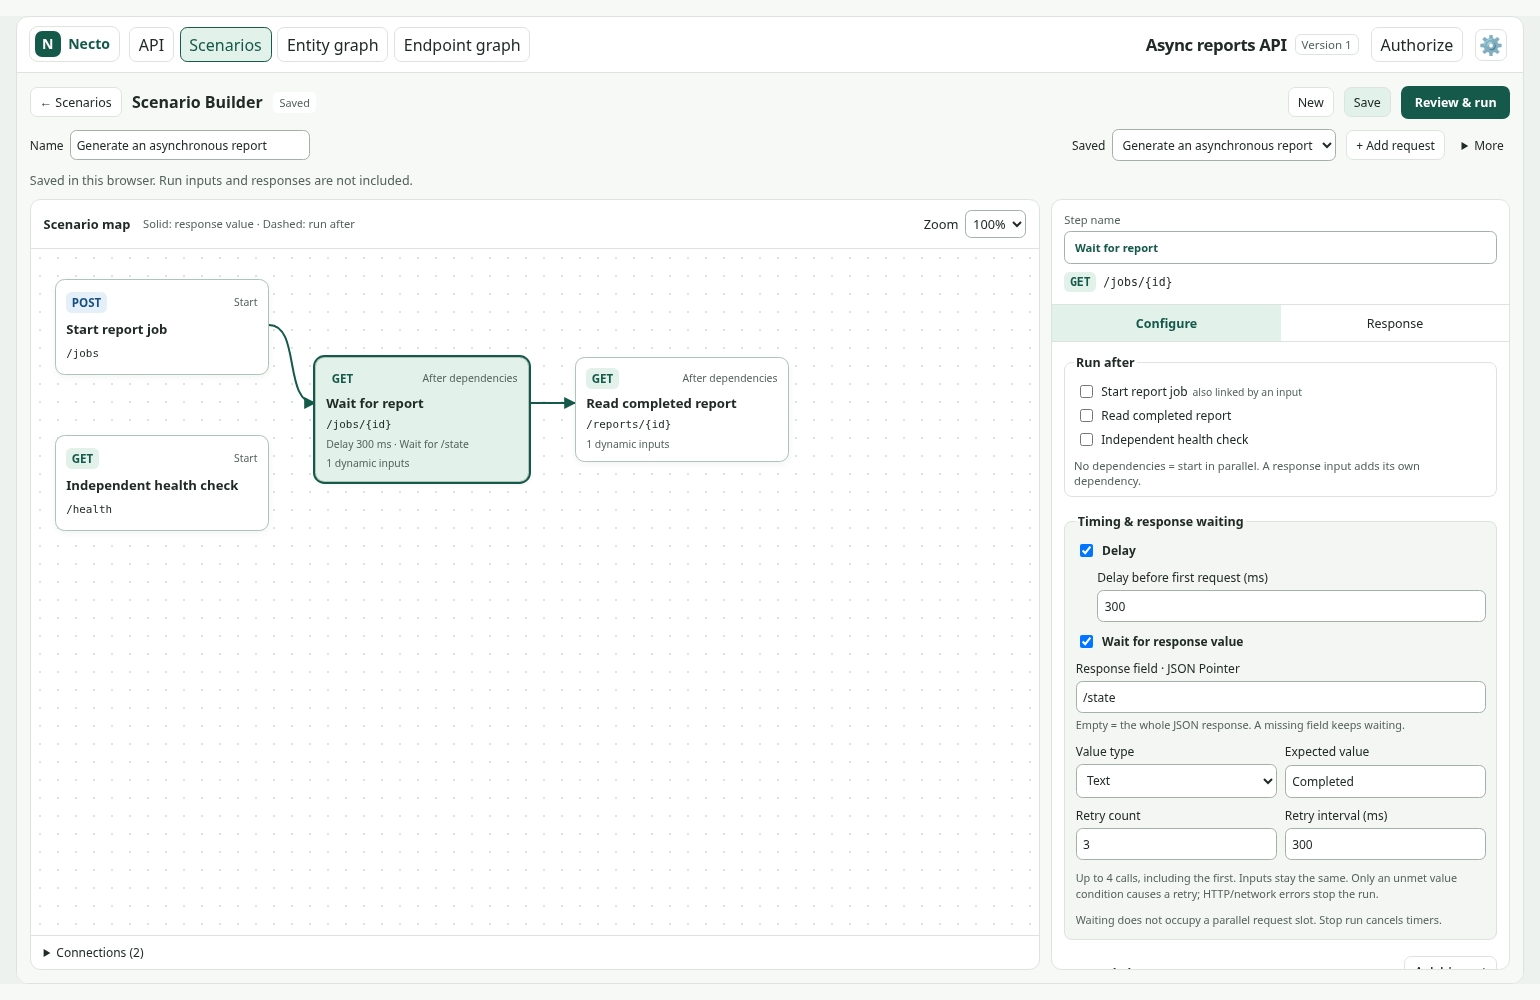 N Necto API Scenarios Entity graph Endpoint graph Async reports API Version 1 Authorize
← Scenarios Scenario Builder Saved New Save Review & run
Name Generate an asynchronous report Saved Generate an asynchronous report + Add request ▶ More
Saved in this browser. Run inputs and responses are not included.
Scenario map Solid: response value · Dashed: run after Zoom 100%
POST Start
Start report job
/jobs
GET Start
Independent health check
/health
GET After dependencies
Wait for report
/jobs/{id}
Delay 300 ms · Wait for /state
1 dynamic inputs
GET After dependencies
Read completed report
/reports/{id}
1 dynamic inputs
▶ Connections (2)
Step name
Wait for report
GET /jobs/{id}
Configure Response
Run after
Start report job also linked by an input
Read completed report
Independent health check
No dependencies = start in parallel. A response input adds its own
dependency.
Timing & response waiting
Delay
Delay before first request (ms)
300
Wait for response value
Response field · JSON Pointer
/state
Empty = the whole JSON response. A missing field keeps waiting.
Value type Expected value
Text Completed
Retry count Retry interval (ms)
3 300
Up to 4 calls, including the first. Inputs stay the same. Only an unmet value
condition causes a retry; HTTP/network errors stop the run.
Waiting does not occupy a parallel request slot. Stop run cancels timers.